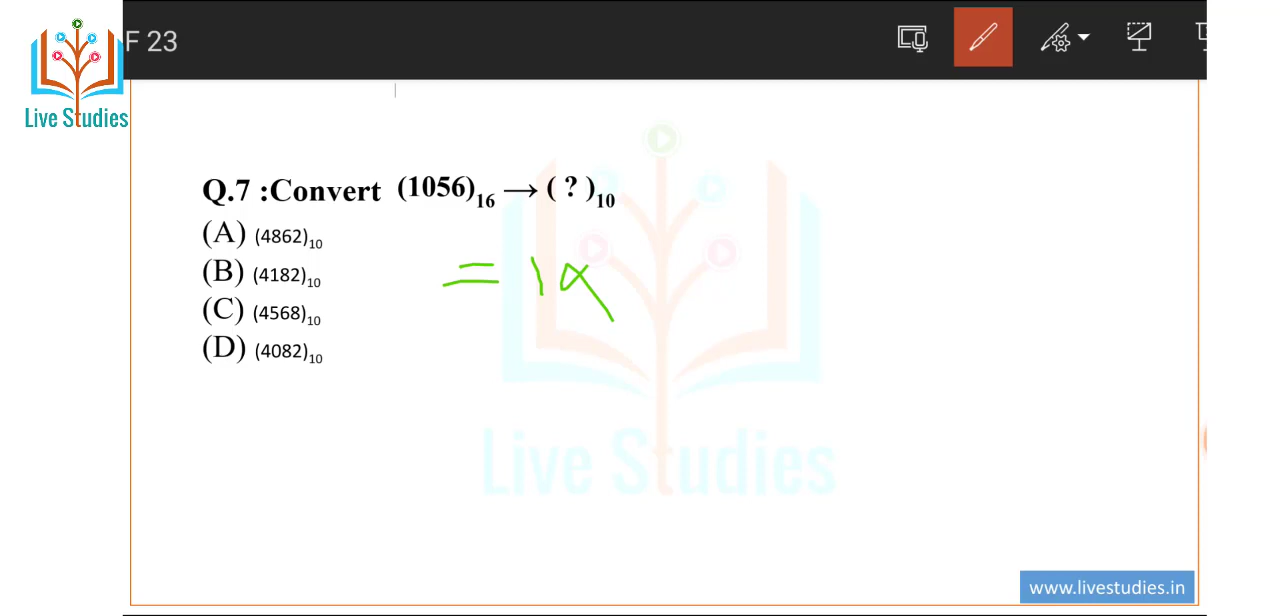 F 23
Live Studies
Q.7 :Convert (1056)₁₆ → ( ? )₁₀
(A) (4862)₁₀
(B) (4182)₁₀
(C) (4568)₁₀
(D) (4082)₁₀
= 1
Live Studies
www.livestudies.in